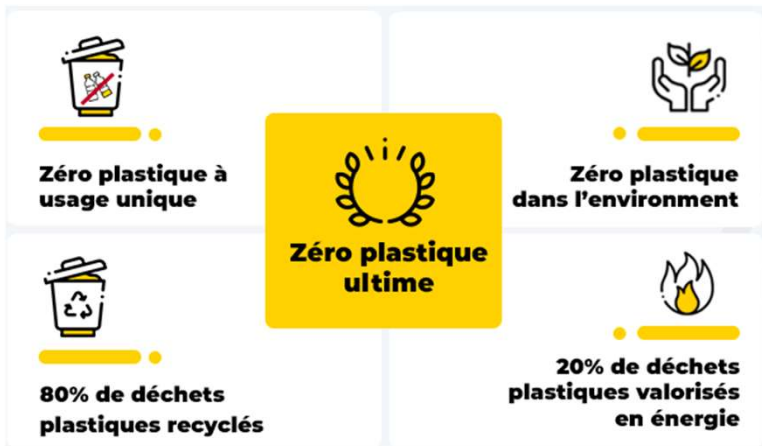 Zéro plastique à
usage unique
Zéro plastique
dans l'environment
Zéro plastique
ultime
80% de déchets
plastiques recyclés
20% de déchets
plastiques valorisés
en énergie